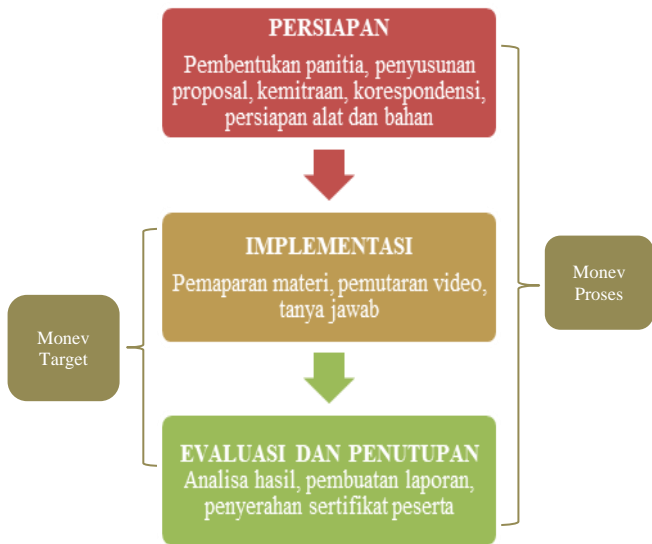 PERSIAPAN
Pembentukan panitia, penyusunan
proposal, kemitraan, korespondensi,
persiapan alat dan bahan
IMPLEMENTASI
Pemaparan materi, pemutaran video,
tanya jawab
Monev
Proses
Monev
Target
EVALUASI DAN PENUTUPAN
Analisa hasil, pembuatan laporan,
penyerahan sertifikat peserta